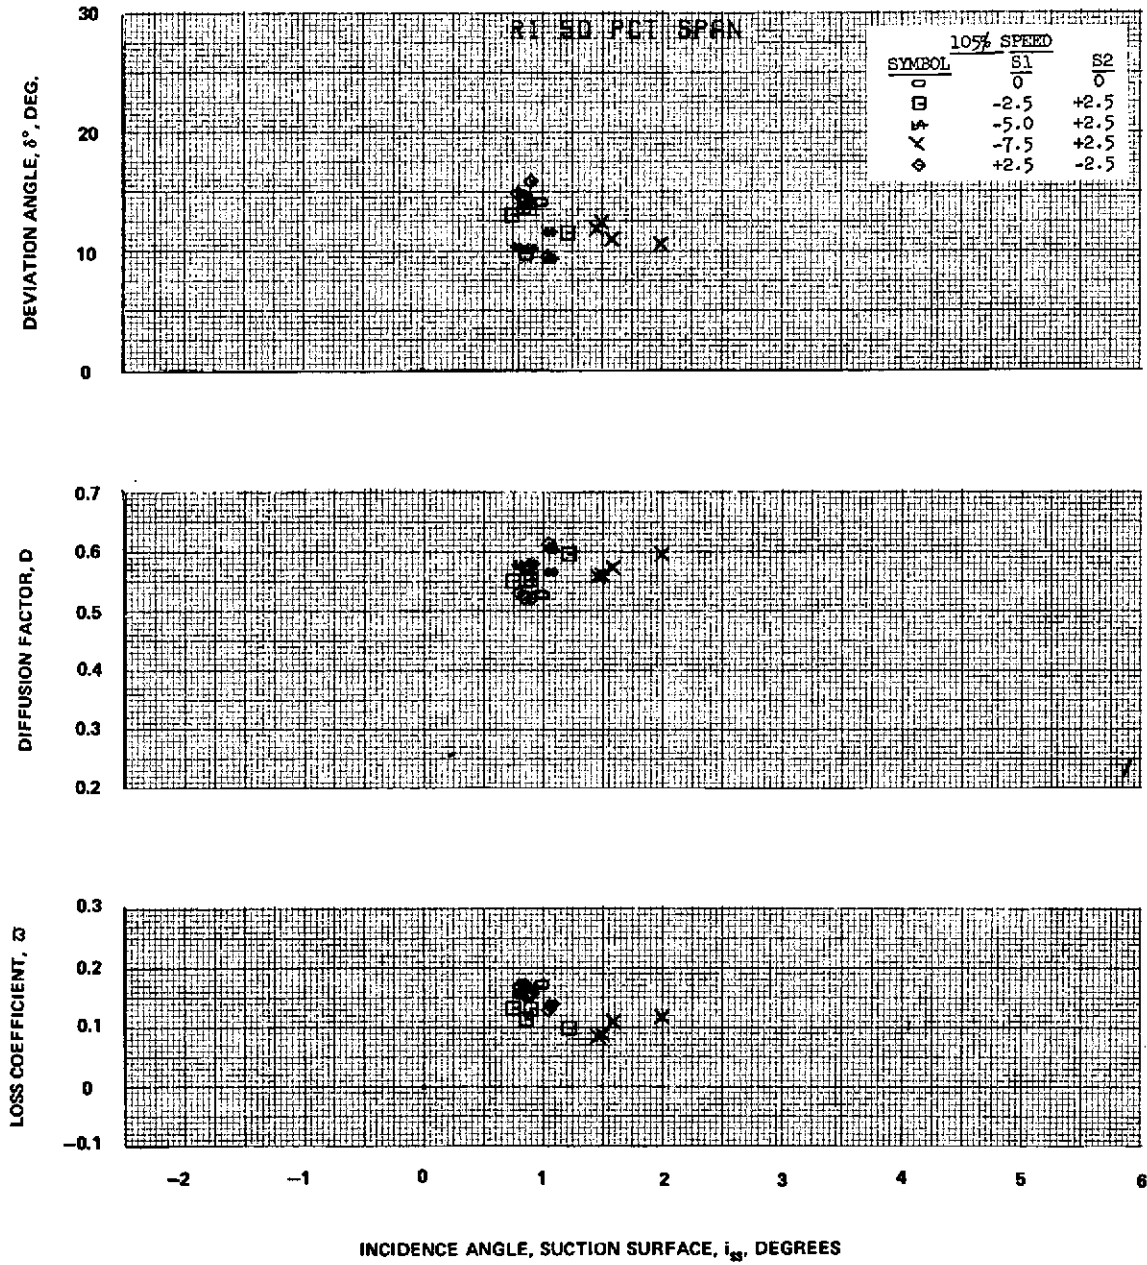 R1 50 PCT SPAN
105% SPEED
SYMBOL S1 S2
0 0
-2.5 +2.5
-5.0 +2.5
-7.5 +2.5
+2.5 -2.5
DEVIATION ANGLE, δ°, DEG.
30
20
10
0
DIFFUSION FACTOR, D
0.7
0.6
0.5
0.4
0.3
0.2
LOSS COEFFICIENT, ω̄
0.3
0.2
0.1
0
−0.1
−2 −1 0 1 2 3 4 5 6
INCIDENCE ANGLE, SUCTION SURFACE, iss, DEGREES